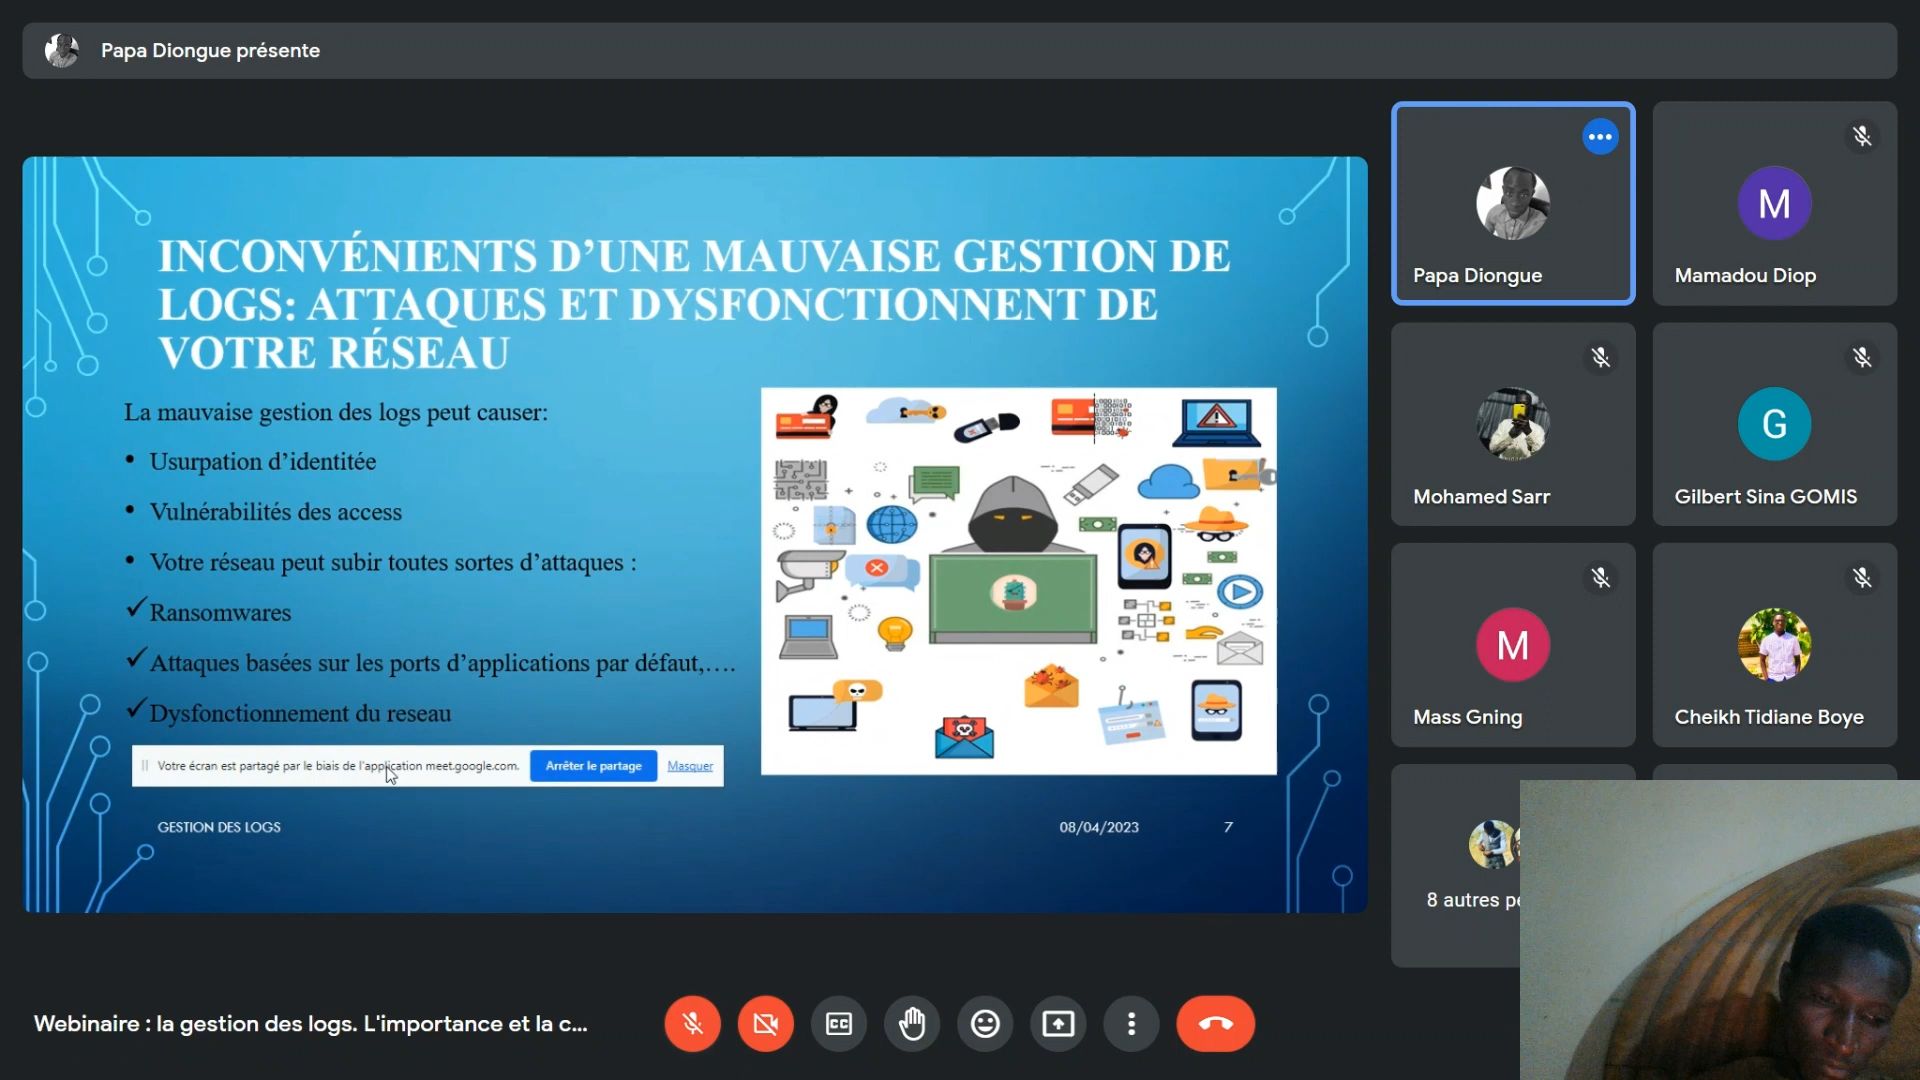 Papa Diongue présente
INCONVÉNIENTS D’UNE MAUVAISE GESTION DE
LOGS: ATTAQUES ET DYSFONCTIONNENT DE
VOTRE RÉSEAU
La mauvaise gestion des logs peut causer:
• Usurpation d’identitée
• Vulnérabilités des access
• Votre réseau peut subir toutes sortes d’attaques :
✓Ransomwares
✓Attaques basées sur les ports d’applications par défaut,….
✓Dysfonctionnement du reseau
Votre écran est partagé par le biais de l'application meet.google.com.
Arrêter le partage
Masquer
GESTION DES LOGS
08/04/2023
7
Papa Diongue
M
Mamadou Diop
Mohamed Sarr
G
Gilbert Sina GOMIS
M
Mass Gning
Cheikh Tidiane Boye
8 autres
Webinaire : la gestion des logs. L'importance et la c...
CC